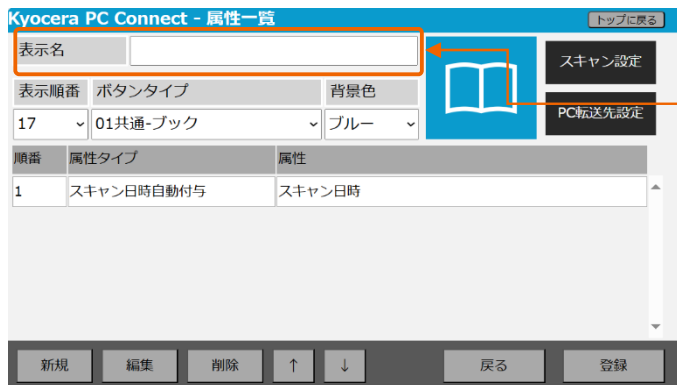 Kyocera PC Connect - 属性一覧 トップに戻る
表示名
スキャン設定
表示順番 ボタンタイプ 背景色
PC転送先設定
17 01共通-ブック ブルー
順番 属性タイプ 属性
1 スキャン日時自動付与 スキャン日時
新規 編集 削除 ↑ ↓ 戻る 登録